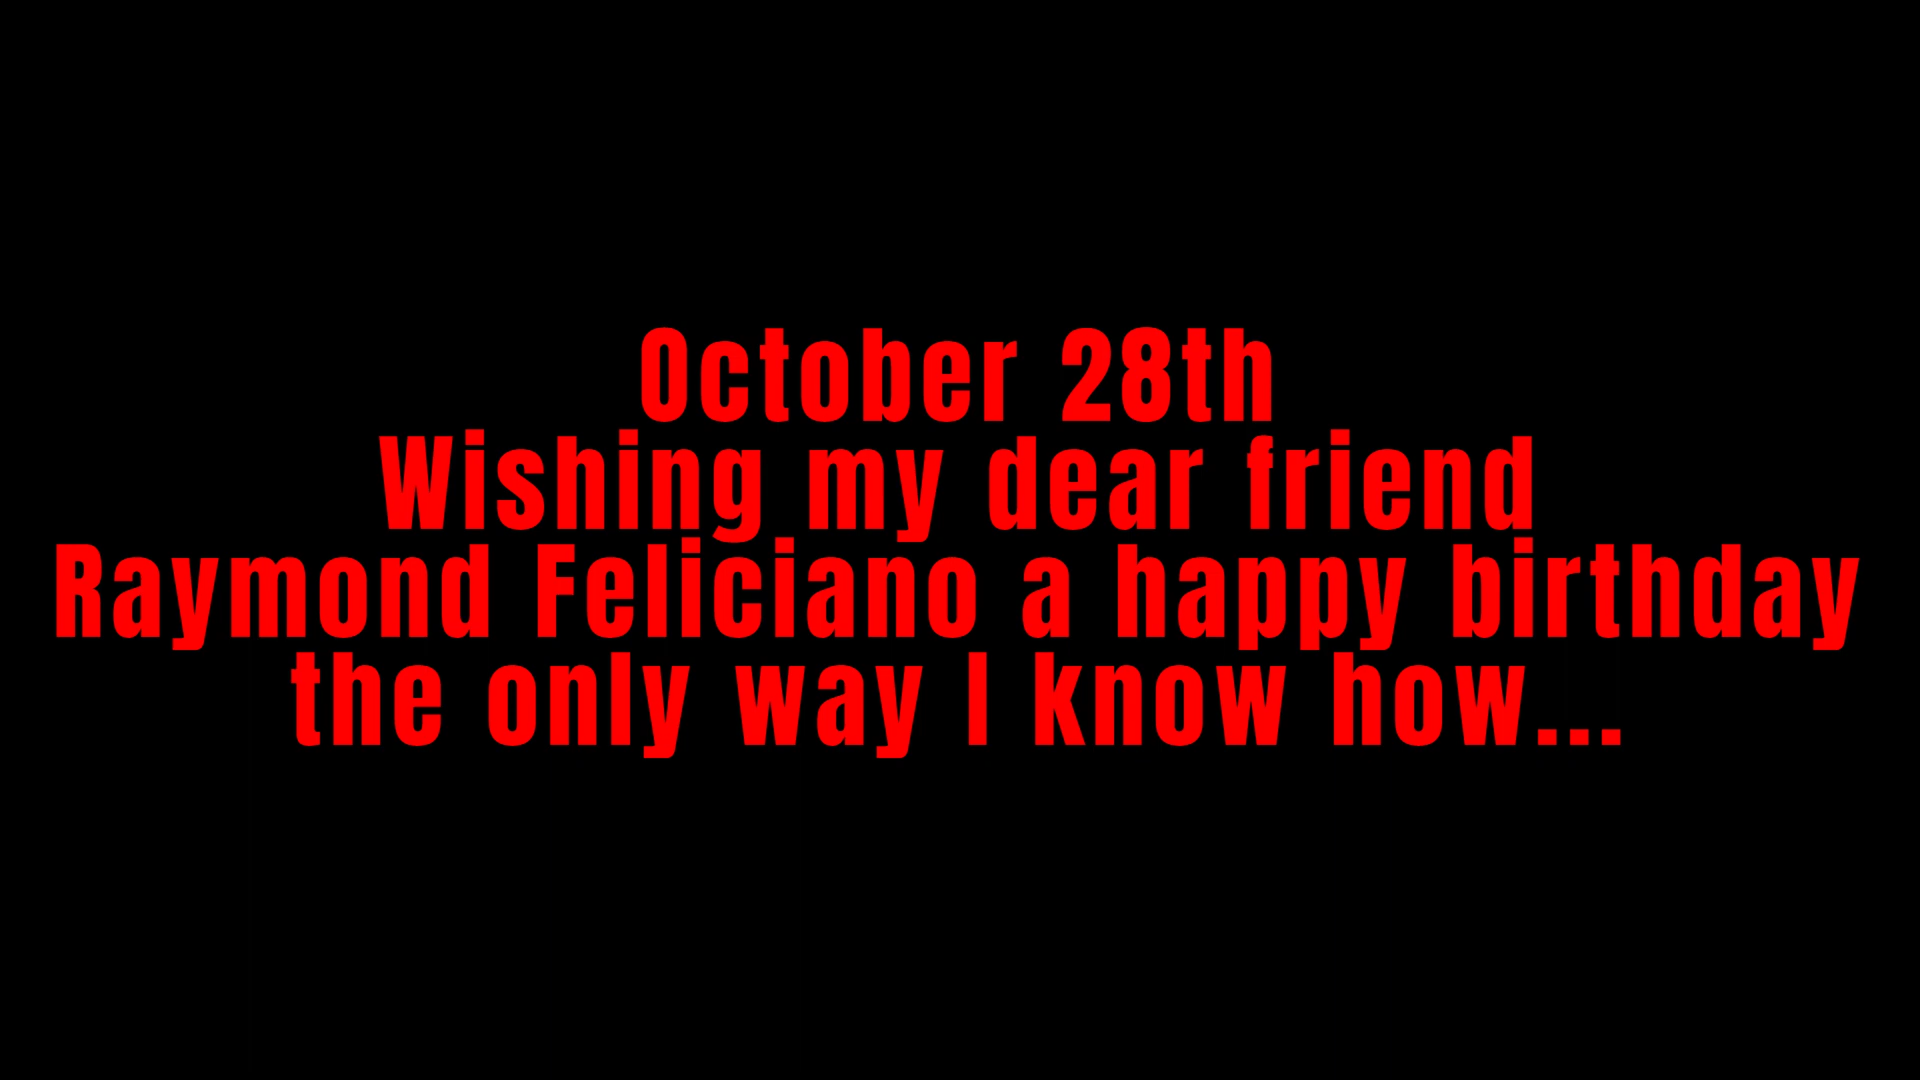 October 28th
Wishing my dear friend
Raymond Feliciano a happy birthday
the only way I know how...